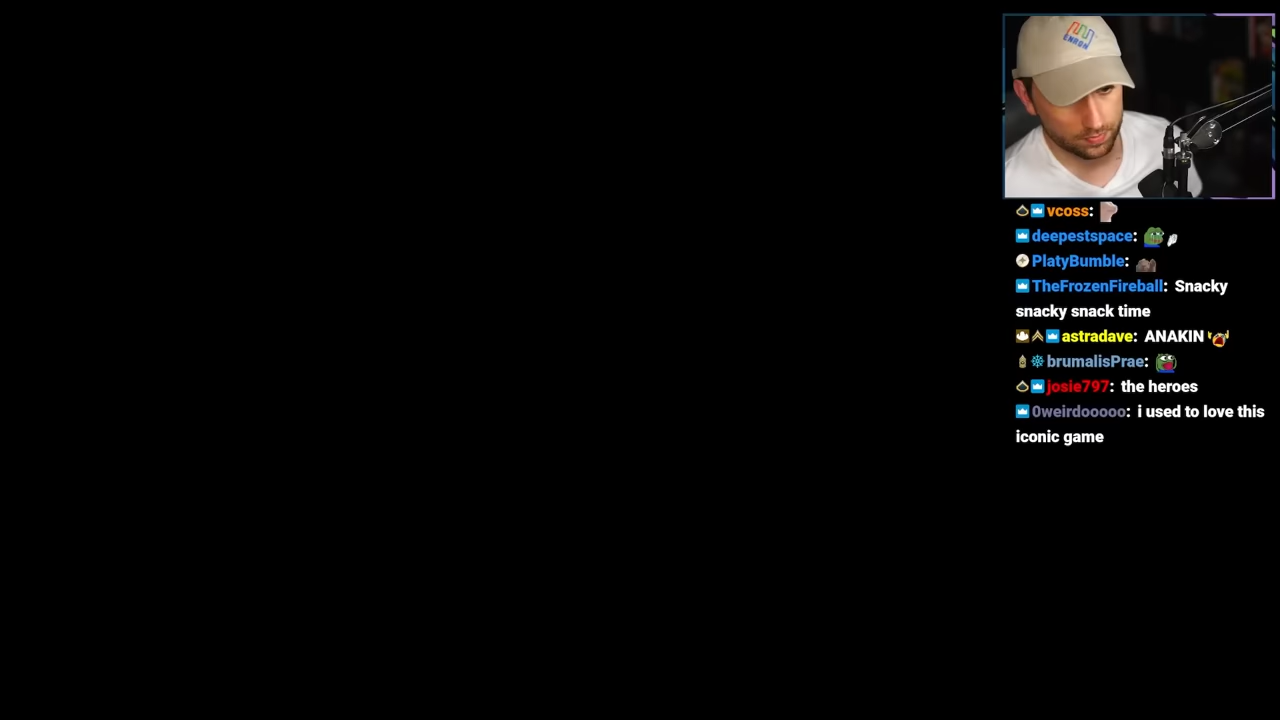 ENRON
vcoss:
deepestspace:
PlatyBumble:
TheFrozenFireball: Snacky
snacky snack time
astradave: ANAKIN
brumalisPrae:
josie797: the heroes
0weirdooooo: i used to love this
iconic game